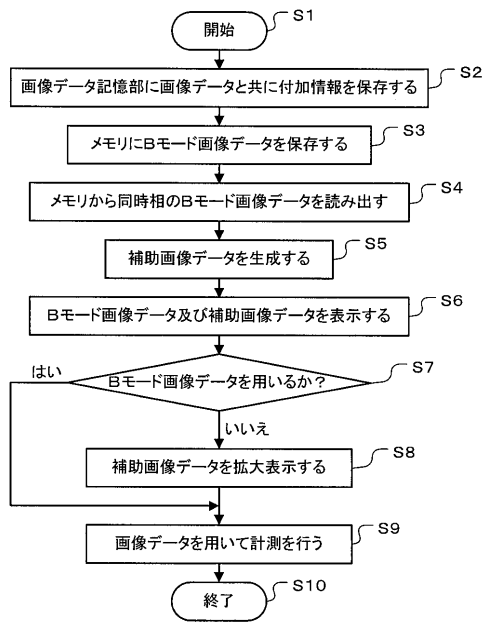 S1
開始
S2
画像データ記憶部に画像データと共に付加情報を保存する
S3
メモリにBモード画像データを保存する
S4
メモリから同時相のBモード画像データを読み出す
S5
補助画像データを生成する
S6
Bモード画像データ及び補助画像データを表示する
S7
はい
Bモード画像データを用いるか？
いいえ
S8
補助画像データを拡大表示する
S9
画像データを用いて計測を行う
S10
終了